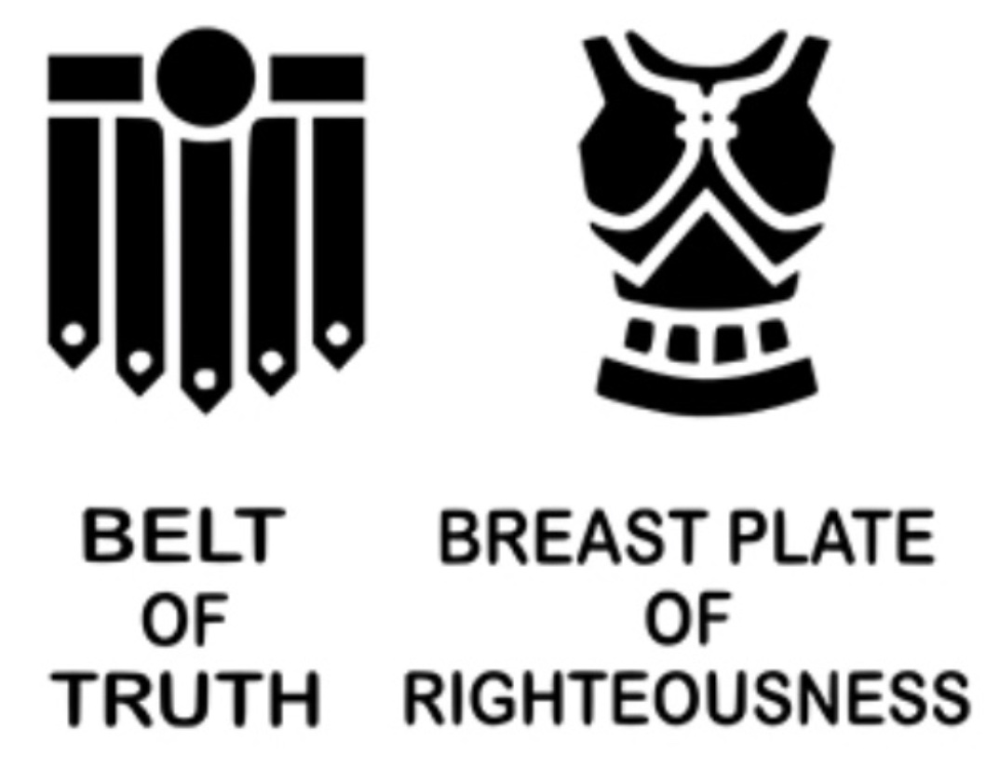 BELT
OF
TRUTH
BREAST PLATE
OF
RIGHTEOUSNESS